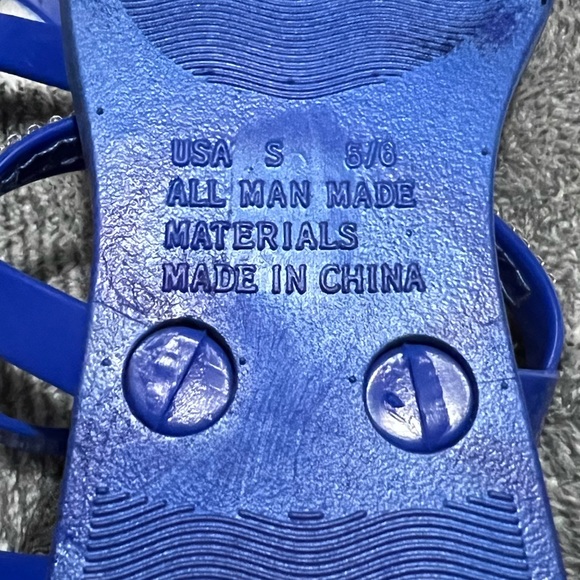 USA S 5/6
ALL MAN MADE
MATERIALS
MADE IN CHINA